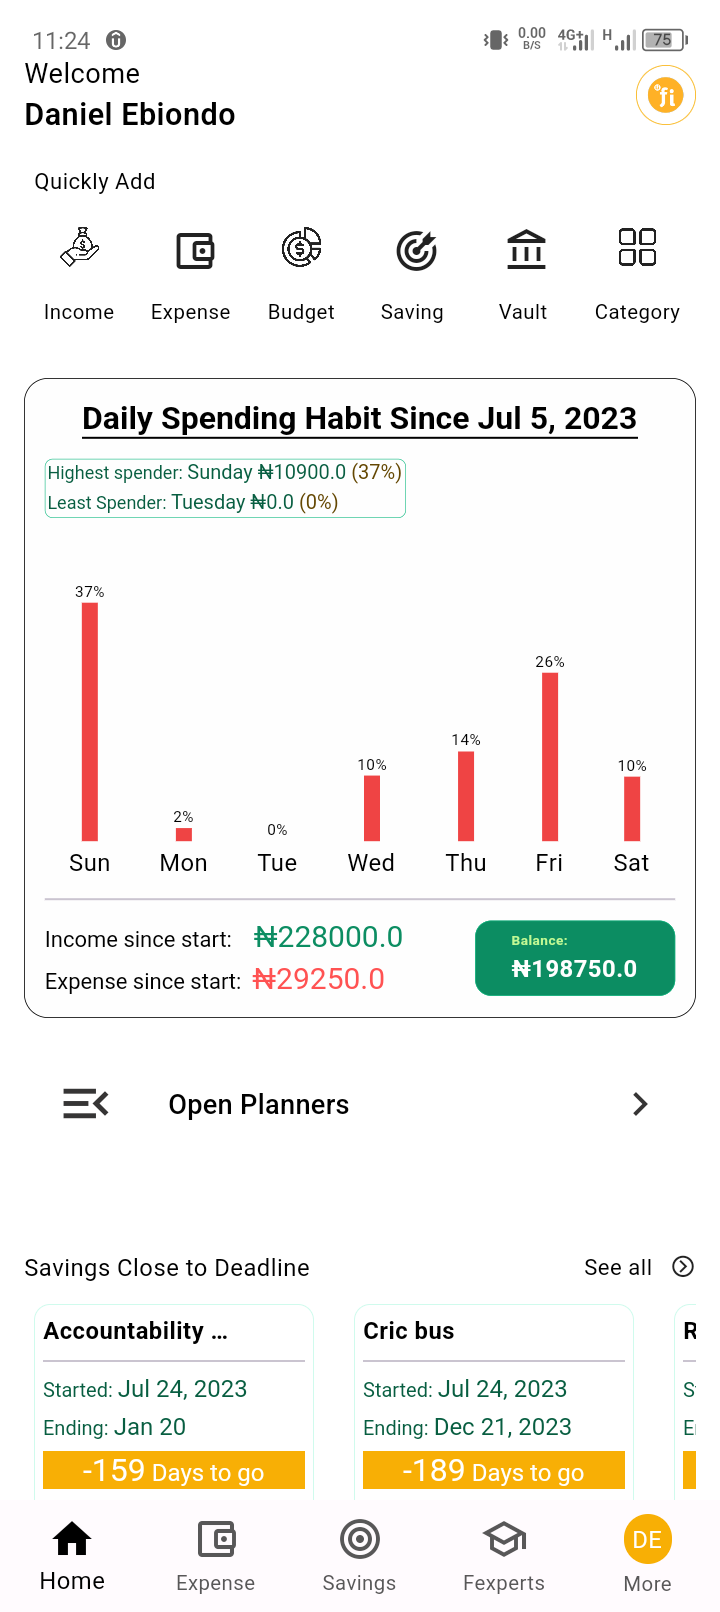 11:24 0.00 B/S 4G+ H 75
Welcome
Daniel Ebiondo
fi
Quickly Add
Income Expense Budget Saving Vault Category
Daily Spending Habit Since Jul 5, 2023
Highest spender: Sunday ₦10900.0 (37%)
Least Spender: Tuesday ₦0.0 (0%)
37%
26%
14%
10% 10%
2%
0%
Sun Mon Tue Wed Thu Fri Sat
Income since start: ₦228000.0
Expense since start: ₦29250.0
Balance:
₦198750.0
Open Planners
Savings Close to Deadline See all
Accountability ...
Started: Jul 24, 2023
Ending: Jan 20
-159 Days to go
Cric bus
Started: Jul 24, 2023
Ending: Dec 21, 2023
-189 Days to go
Home Expense Savings Fexperts DE More